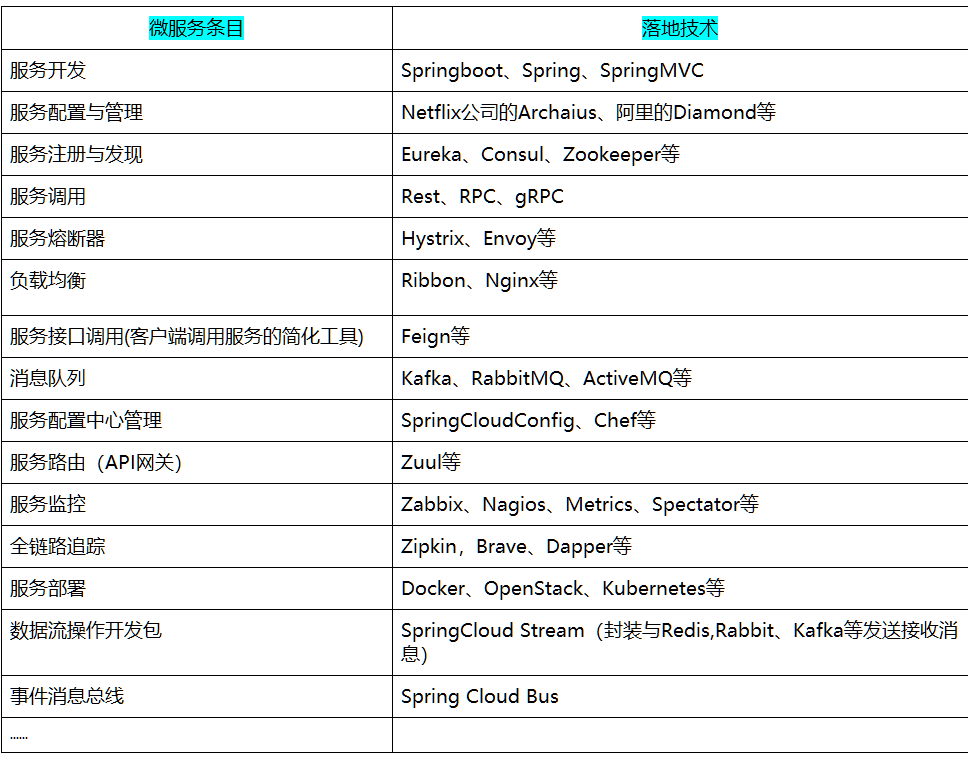 微服务条目
落地技术
服务开发
Springboot、Spring、SpringMVC
服务配置与管理
Netflix公司的Archaius、阿里的Diamond等
服务注册与发现
Eureka、Consul、Zookeeper等
服务调用
Rest、RPC、gRPC
服务熔断器
Hystrix、Envoy等
负载均衡
Ribbon、Nginx等
服务接口调用(客户端调用服务的简化工具)
Feign等
消息队列
Kafka、RabbitMQ、ActiveMQ等
服务配置中心管理
SpringCloudConfig、Chef等
服务路由（API网关）
Zuul等
服务监控
Zabbix、Nagios、Metrics、Spectator等
全链路追踪
Zipkin，Brave、Dapper等
服务部署
Docker、OpenStack、Kubernetes等
数据流操作开发包
SpringCloud Stream（封装与Redis,Rabbit、Kafka等发送接收消
息）
事件消息总线
Spring Cloud Bus
......